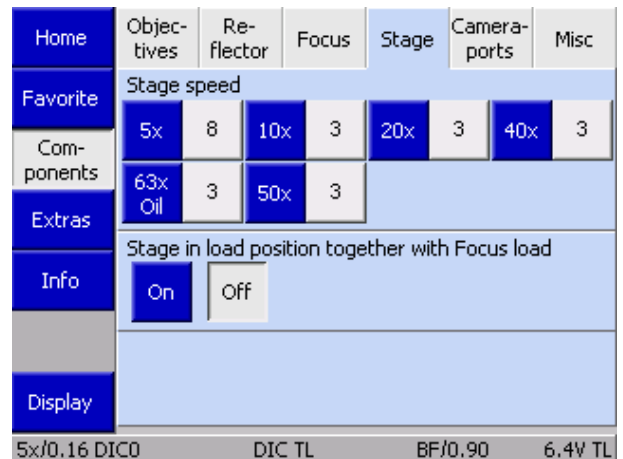 Home
Favorite
Com-
ponents
Extras
Info
Display
Objec-
tives
Re-
flector
Focus
Stage
Camera-
ports
Misc
Stage speed
5x 8 10x 3 20x 3 40x 3
63x
Oil 3 50x 3
Stage in load position together with Focus load
On Off
5x/0.16 DIC0 DIC TL BF/0.90 6.4V TL